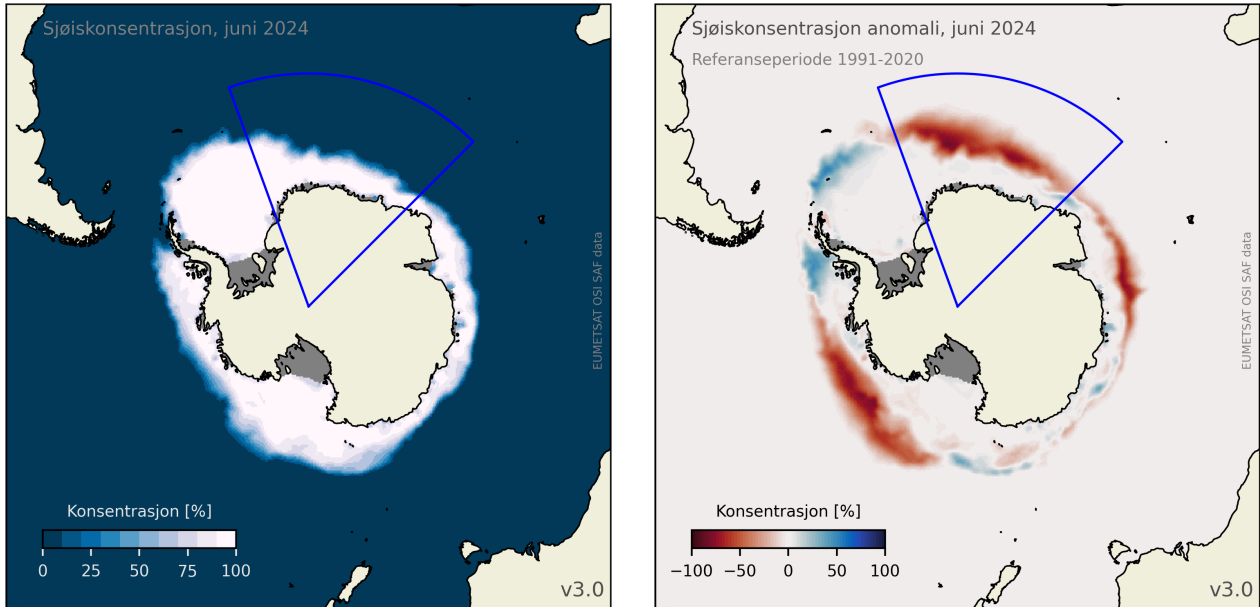 Sjøiskonsentrasjon, juni 2024
EUMETSAT OSI SAF data
Konsentrasjon [%]
0 25 50 75 100
v3.0
Sjøiskonsentrasjon anomali, juni 2024
Referanseperiode 1991-2020
EUMETSAT OSI SAF data
Konsentrasjon [%]
−100 −50 0 50 100
v3.0